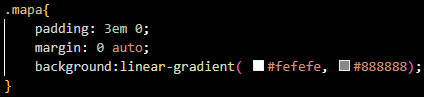 .mapa{
padding: 3em 0;
margin: 0 auto;
background:linear-gradient( #fefefe, #888888);
}